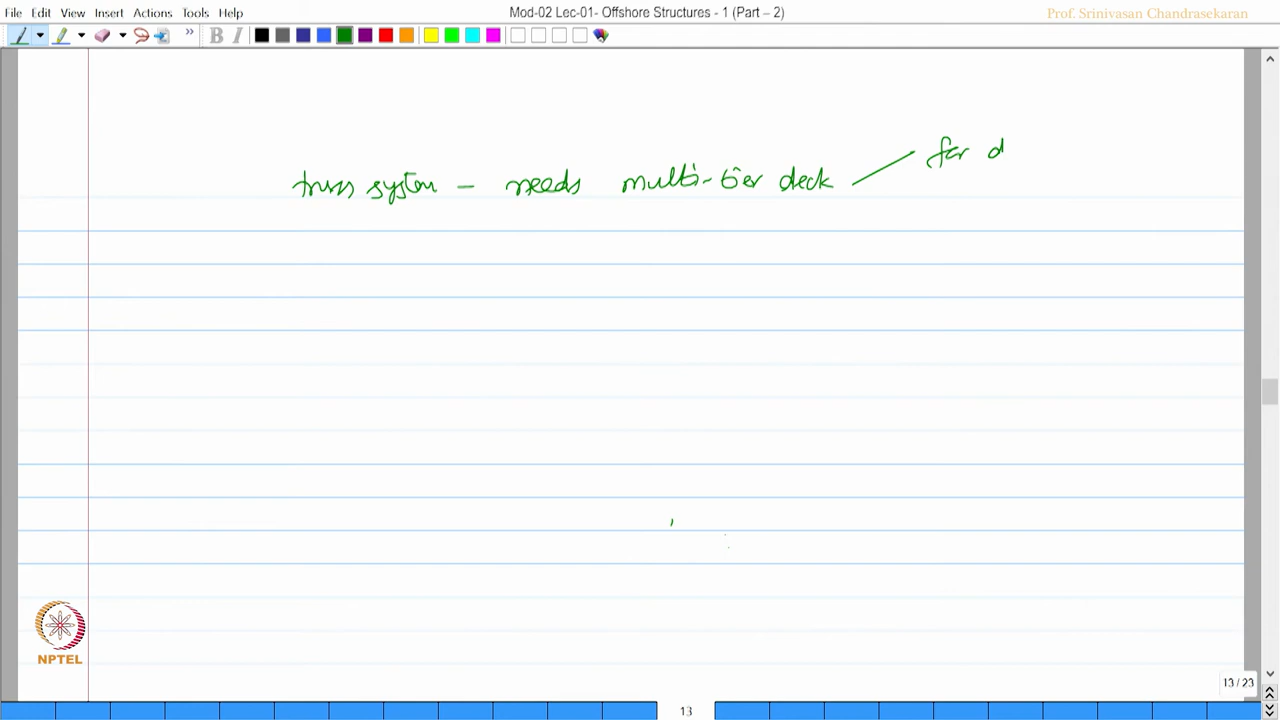 File Edit View Insert Actions Tools Help
Mod-02 Lec-01- Offshore Structures - 1 (Part – 2)
Prof. Srinivasan Chandrasekaran
B I
for d
truss system – needs multi-tier deck
NPTEL
13 / 23
13